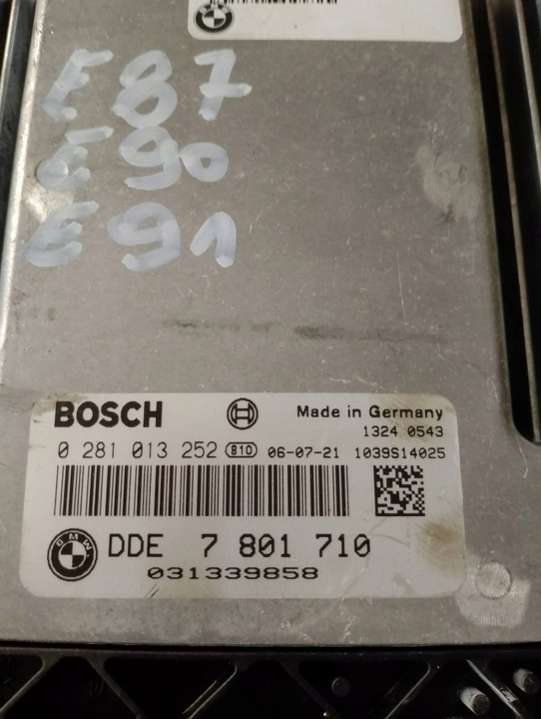 E87
E90
E91
BOSCH
Made in Germany
1324 0543
0 281 013 252 810 06-07-21 1039S14025
BMW DDE 7 801 710
031339858